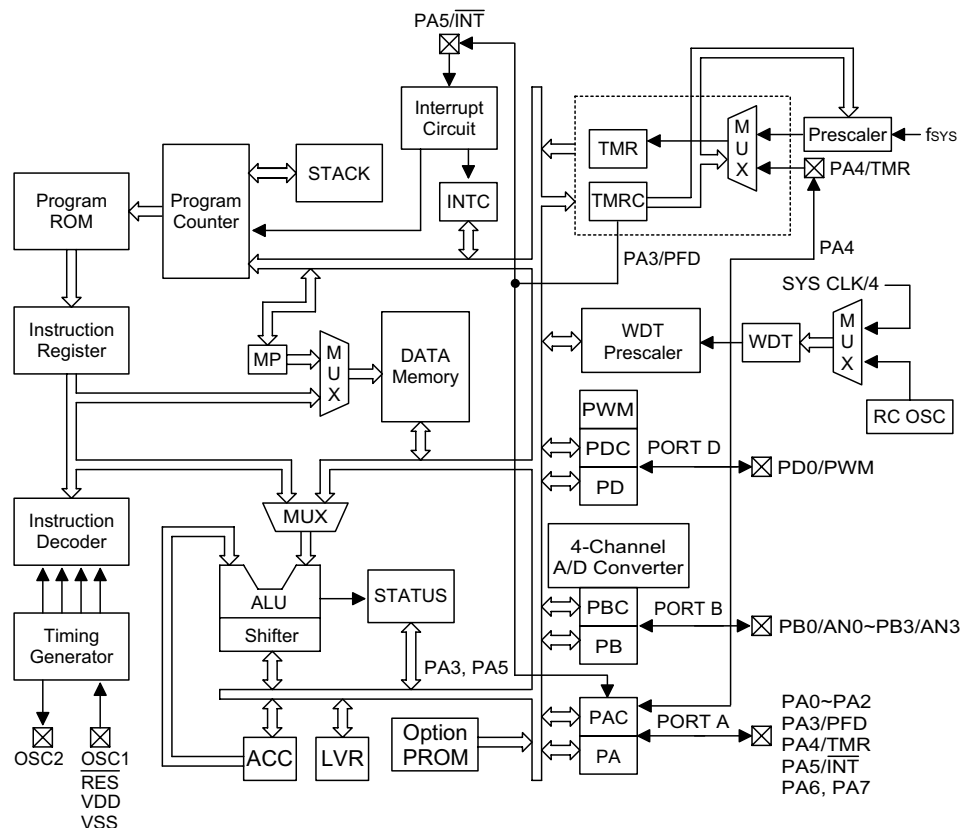 PA5/INT
Interrupt
Circuit
STACK
Program
ROM
Program
Counter
INTC
TMR
TMRC
M
U
X
Prescaler
fSYS
PA4/TMR
PA3/PFD
PA4
SYS CLK/4
Instruction
Register
MP
M
U
X
DATA
Memory
WDT
Prescaler
WDT
M
U
X
RC OSC
PWM
PDC
PD
PORT D
PD0/PWM
Instruction
Decoder
MUX
ALU
Shifter
STATUS
4-Channel
A/D Converter
PBC
PB
PORT B
PB0/AN0~PB3/AN3
Timing
Generator
PA3, PA5
OSC2
OSC1
RES
VDD
VSS
ACC
LVR
Option
PROM
PAC
PA
PORT A
PA0~PA2
PA3/PFD
PA4/TMR
PA5/INT
PA6, PA7